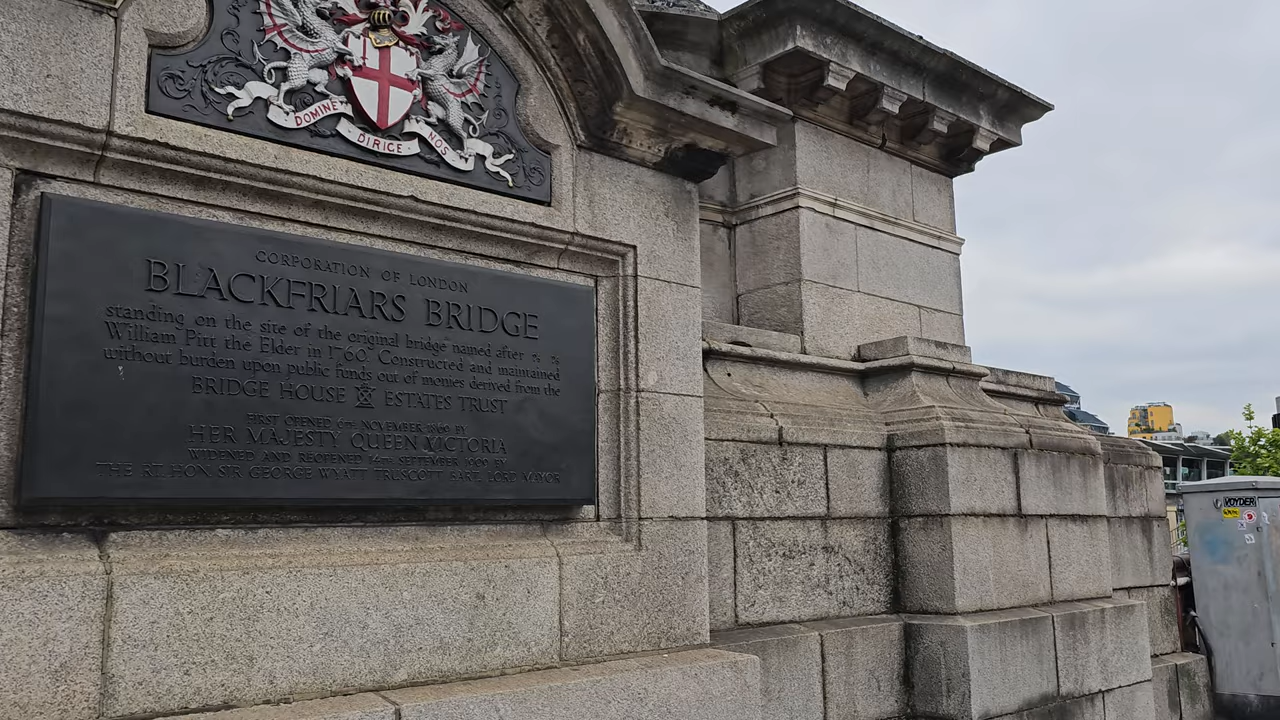 DOMINE DIRIGE NOS
CORPORATION OF LONDON
BLACKFRIARS BRIDGE
standing on the site of the original bridge named after
William Pitt the Elder in 1760. Constructed and maintained
without burden upon public funds out of monies derived from the
BRIDGE HOUSE ESTATES TRUST
FIRST OPENED 6TH NOVEMBER 1869 BY
HER MAJESTY QUEEN VICTORIA
WIDENED AND REOPENED 14TH SEPTEMBER 1909 BY
THE RT. HON. SIR GEORGE WYATT TRUSCOTT BART. LORD MAYOR
VOYDER